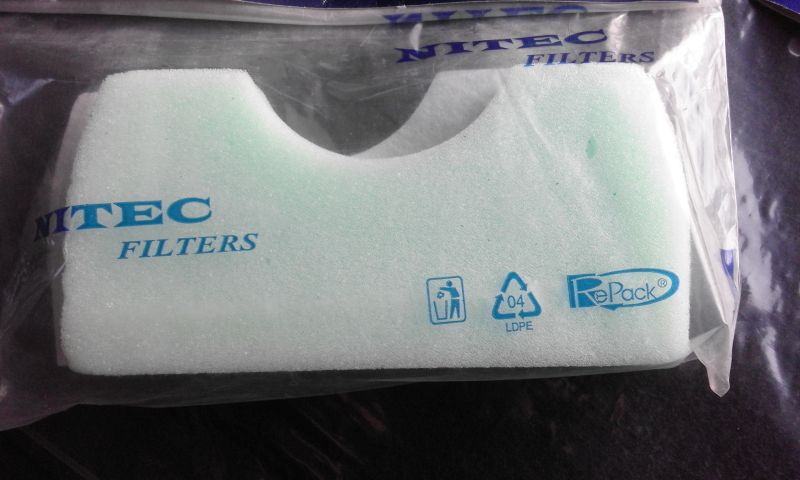 NITEC
FILTERS
NITEC
FILTERS
04
LDPE
RePack®